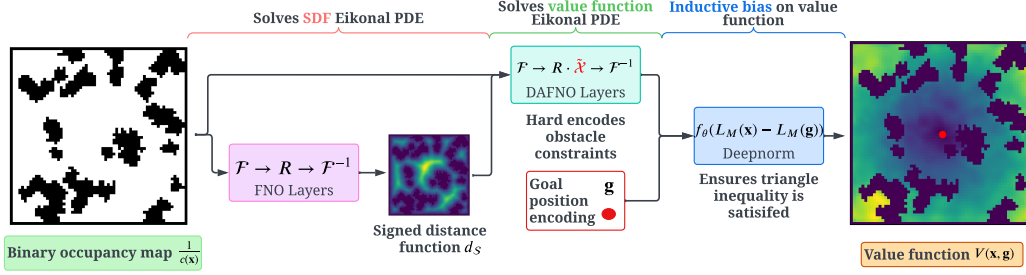 Solves SDF Eikonal PDE
Solves value function
Eikonal PDE
Inductive bias on value
function
ℱ → R · 𝒳̃ → ℱ⁻¹
DAFNO Layers
Hard encodes
obstacle
constraints
ℱ → R → ℱ⁻¹
FNO Layers
Signed distance
function d_𝒮
Goal
position
encoding
g
f_θ(L_M(x) − L_M(g))
Deepnorm
Ensures triangle
inequality is
satisifed
Binary occupancy map 1/c(x)
Value function V(x, g)